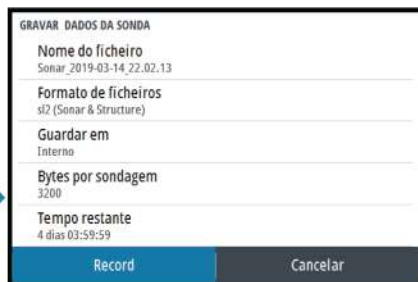 GRAVAR DADOS DA SONDA
Nome do ficheiro
Sonar_2019-03-14_22.02.13
Formato de ficheiros
sl2 (Sonar & Structure)
Guardar em
Interno
Bytes por sondagem
3200
Tempo restante
4 dias 03:59:59
Record Cancelar